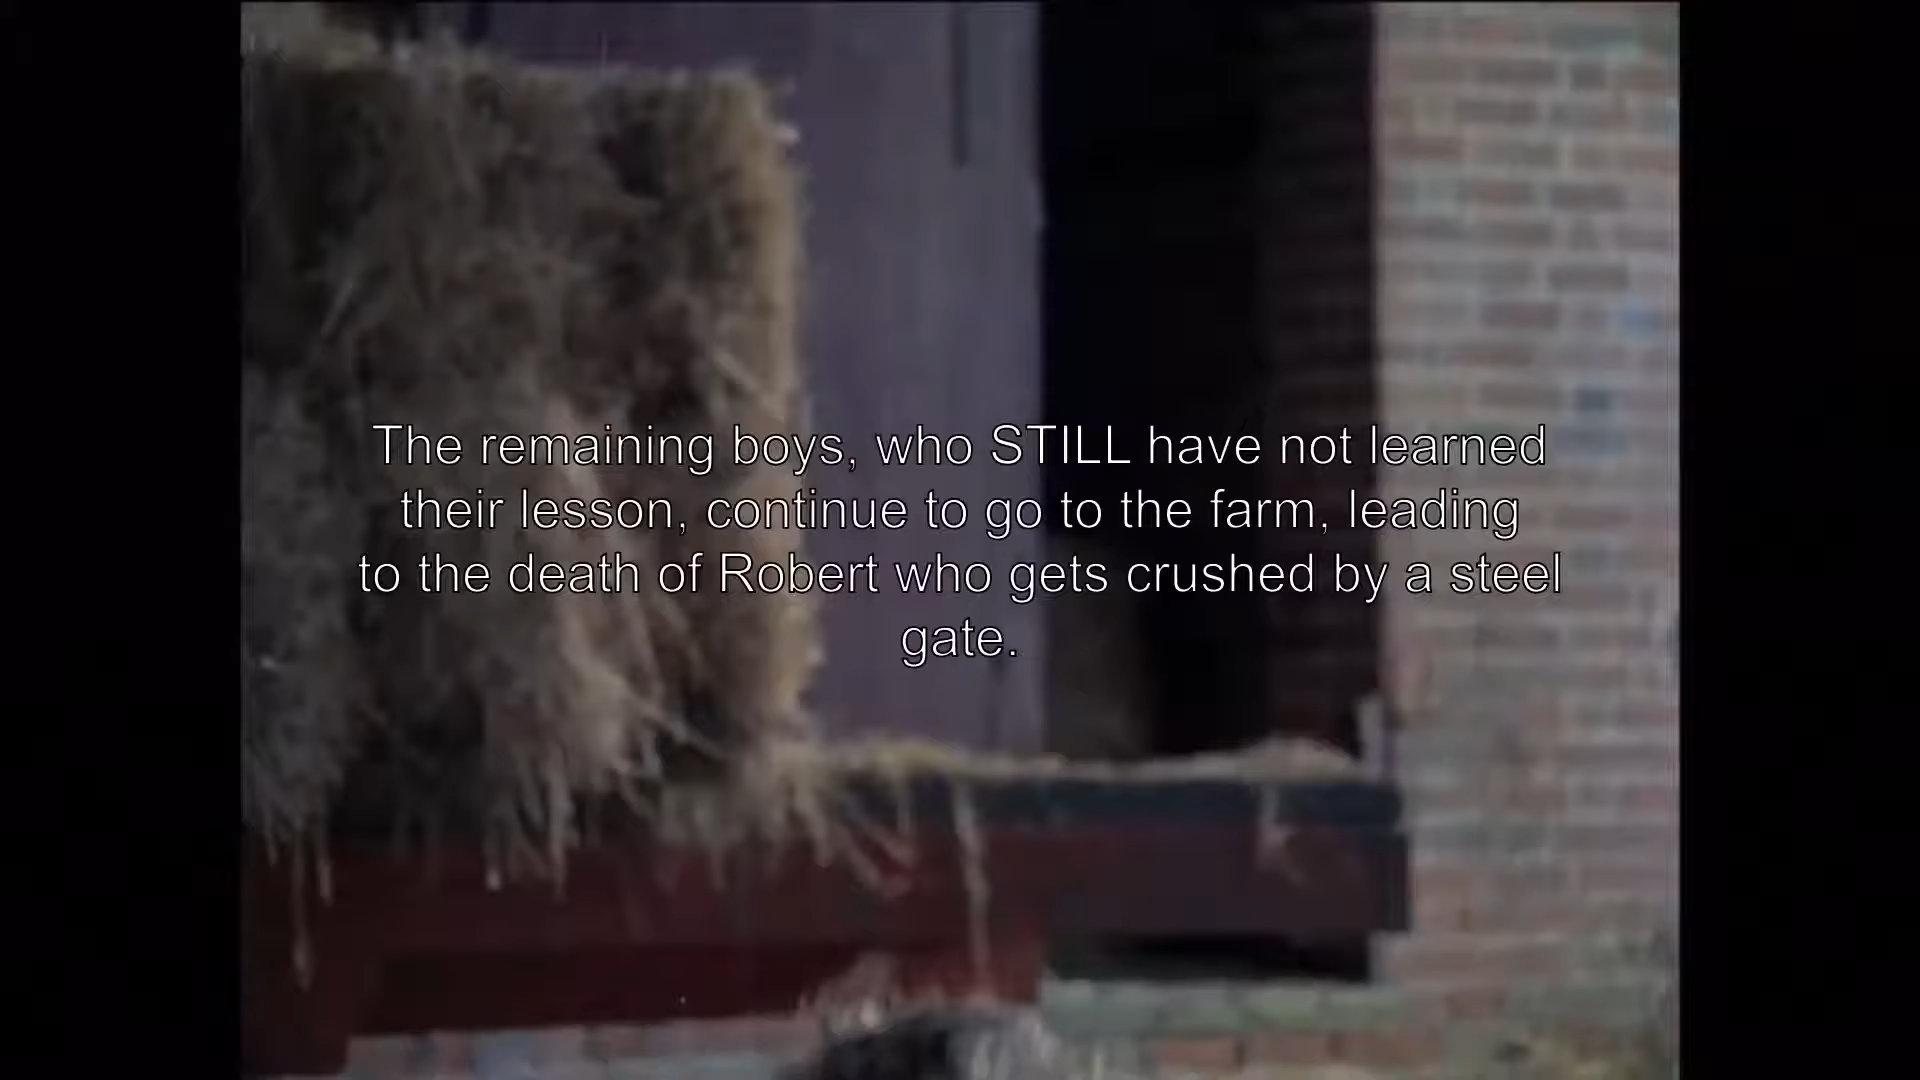 The remaining boys, who STILL have not learned
their lesson, continue to go to the farm, leading
to the death of Robert who gets crushed by a steel
gate.